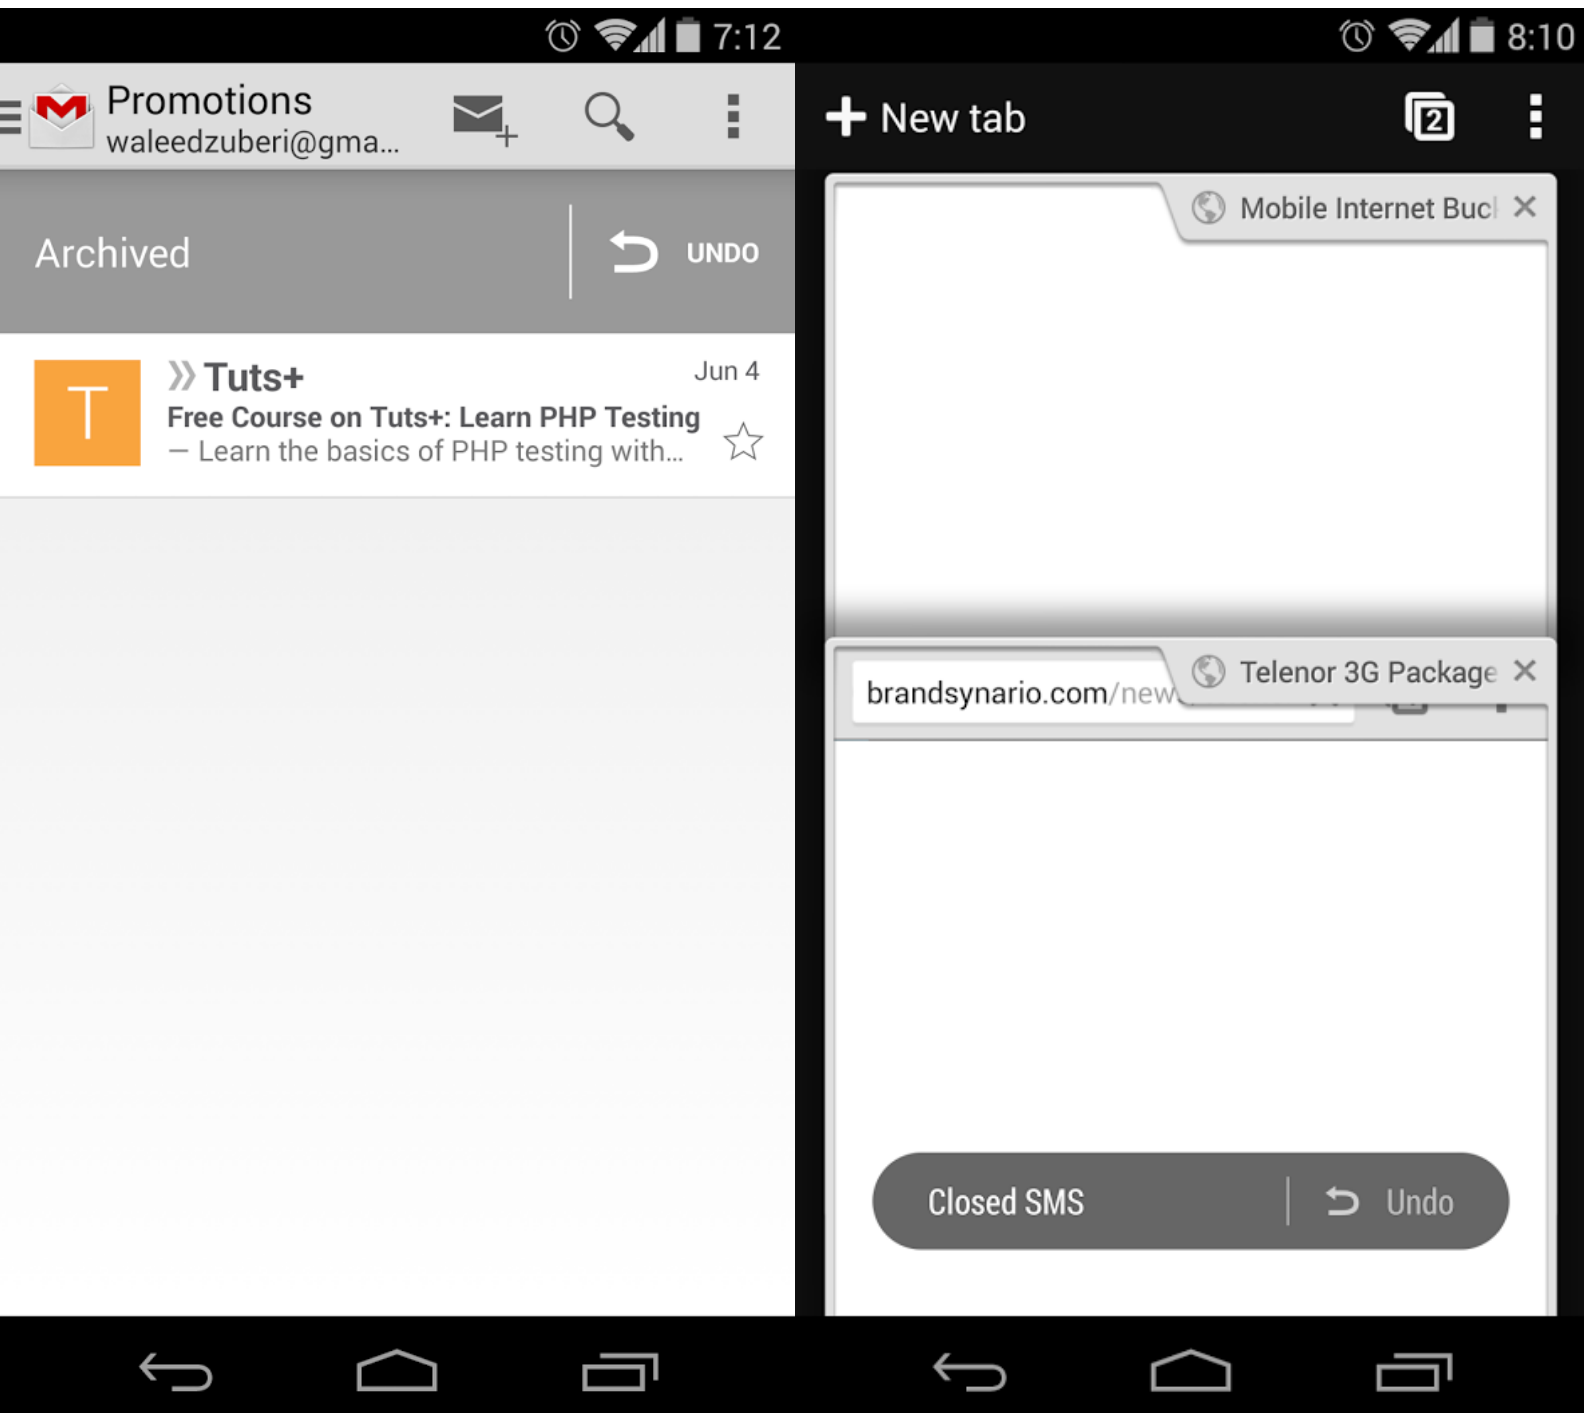 7:12
Promotions
waleedzuberi@gma...
Archived
UNDO
T
Tuts+
Jun 4
Free Course on Tuts+: Learn PHP Testing
— Learn the basics of PHP testing with...
8:10
New tab
2
Mobile Internet Buc
Telenor 3G Package
brandsynario.com/new
Closed SMS
Undo